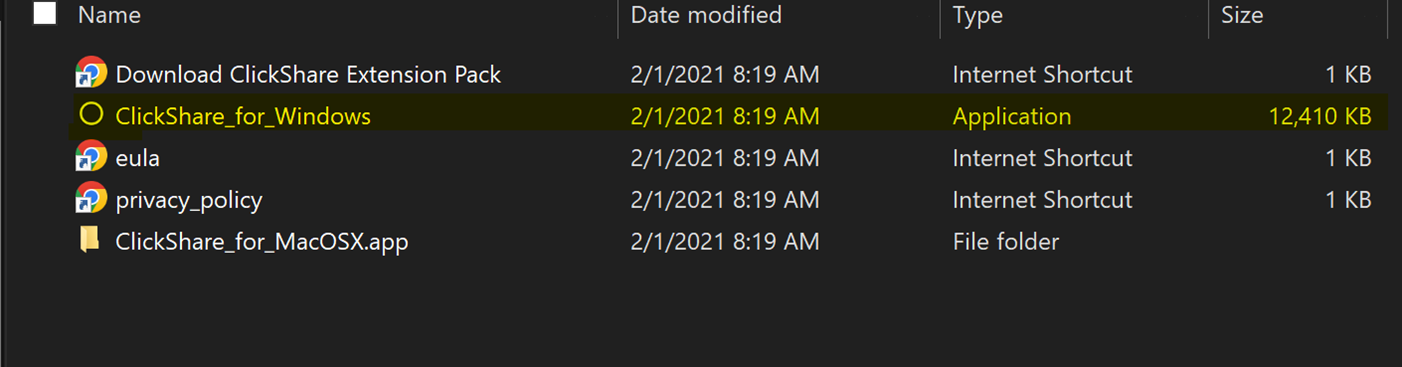 Name Date modified Type Size
Download ClickShare Extension Pack 2/1/2021 8:19 AM Internet Shortcut 1 KB
ClickShare_for_Windows 2/1/2021 8:19 AM Application 12,410 KB
eula 2/1/2021 8:19 AM Internet Shortcut 1 KB
privacy_policy 2/1/2021 8:19 AM Internet Shortcut 1 KB
ClickShare_for_MacOSX.app 2/1/2021 8:19 AM File folder